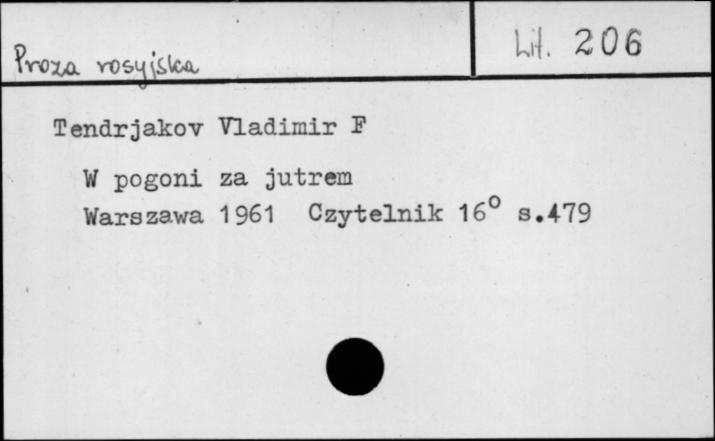 Proza rosyjska
Lit. 206
Tendrjakov Vladimir F
W pogoni za jutrem
Warszawa 1961 Czytelnik 16° s.479